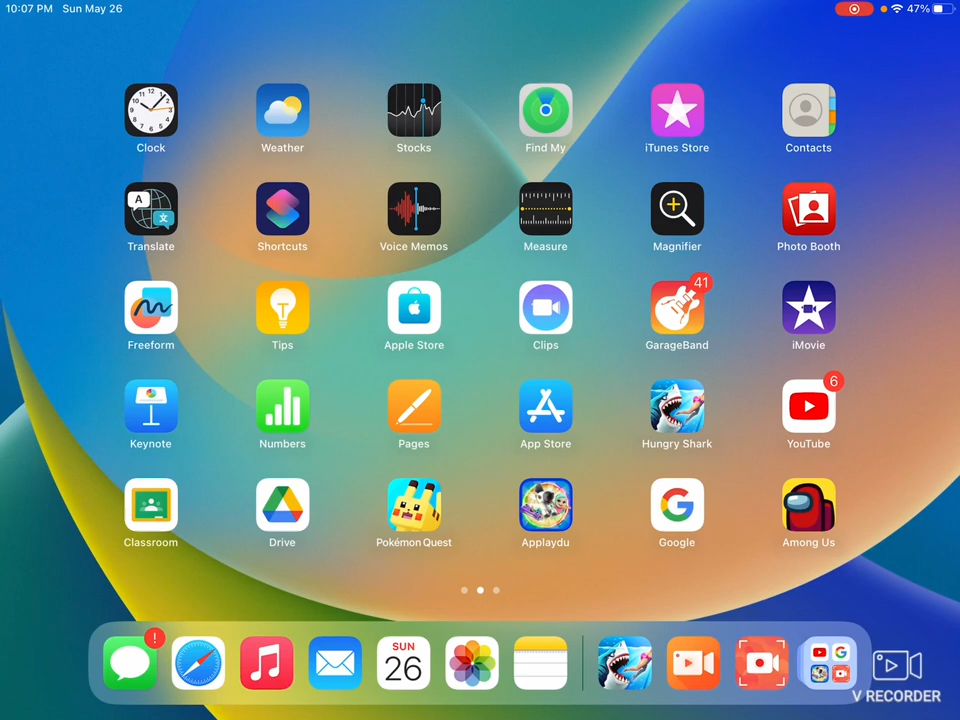 10:07 PM Sun May 26
47%
Clock
Weather
Stocks
Find My
iTunes Store
Contacts
Translate
Shortcuts
Voice Memos
Measure
Magnifier
Photo Booth
41
Freeform
Tips
Apple Store
Clips
GarageBand
iMovie
6
Keynote
Numbers
Pages
App Store
Hungry Shark
YouTube
Classroom
Drive
Pokémon Quest
Applaydu
Google
Among Us
!
SUN
26
V RECORDER